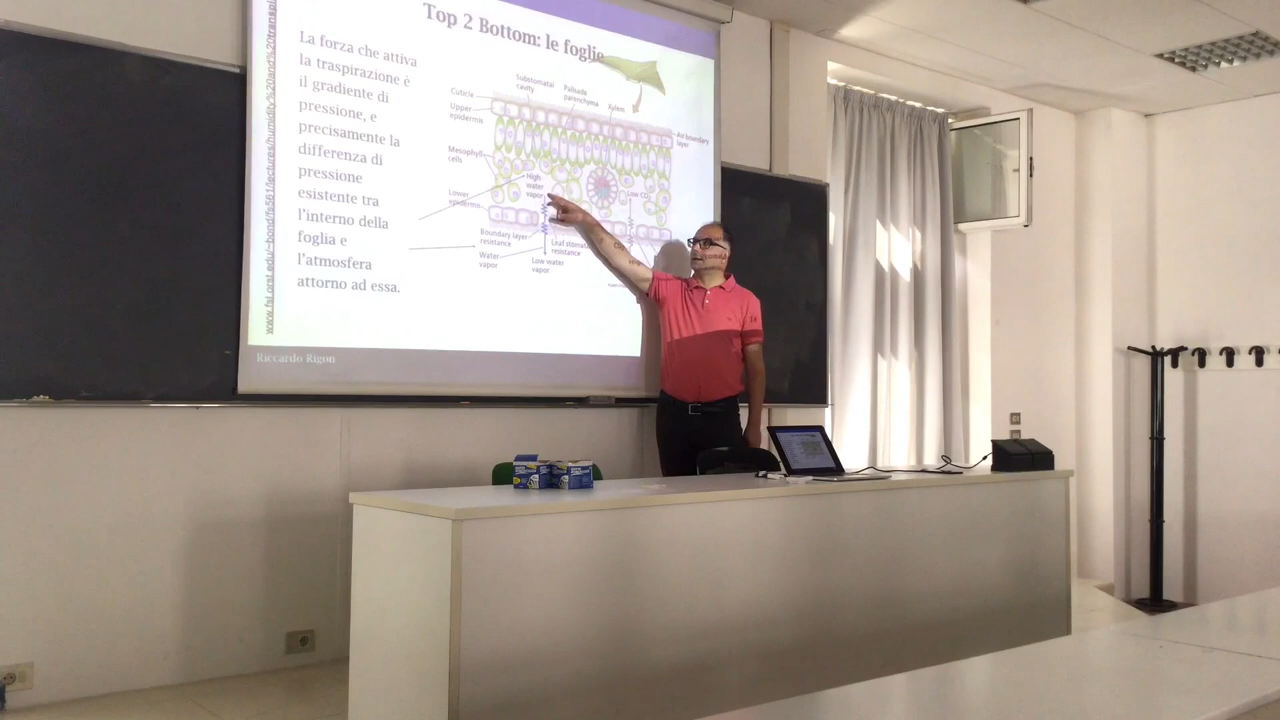 Top 2 Bottom: le foglie
La forza che attiva
la traspirazione è
il gradiente di
pressione, e
precisamente la
differenza di
pressione
esistente tra
l'interno della
foglia e
l'atmosfera
attorno ad essa.
Substomatal
cavity
Palisade
parenchyma
Xylem
Cuticle
Upper
epidermis
Air boundary
layer
Mesophyll
cells
High
water
vapor
Low CO
Lower
epidermis
Boundary layer
resistance
Leaf stomatal
resistance
Water
vapor
Low water
vapor
Riccardo Rigon